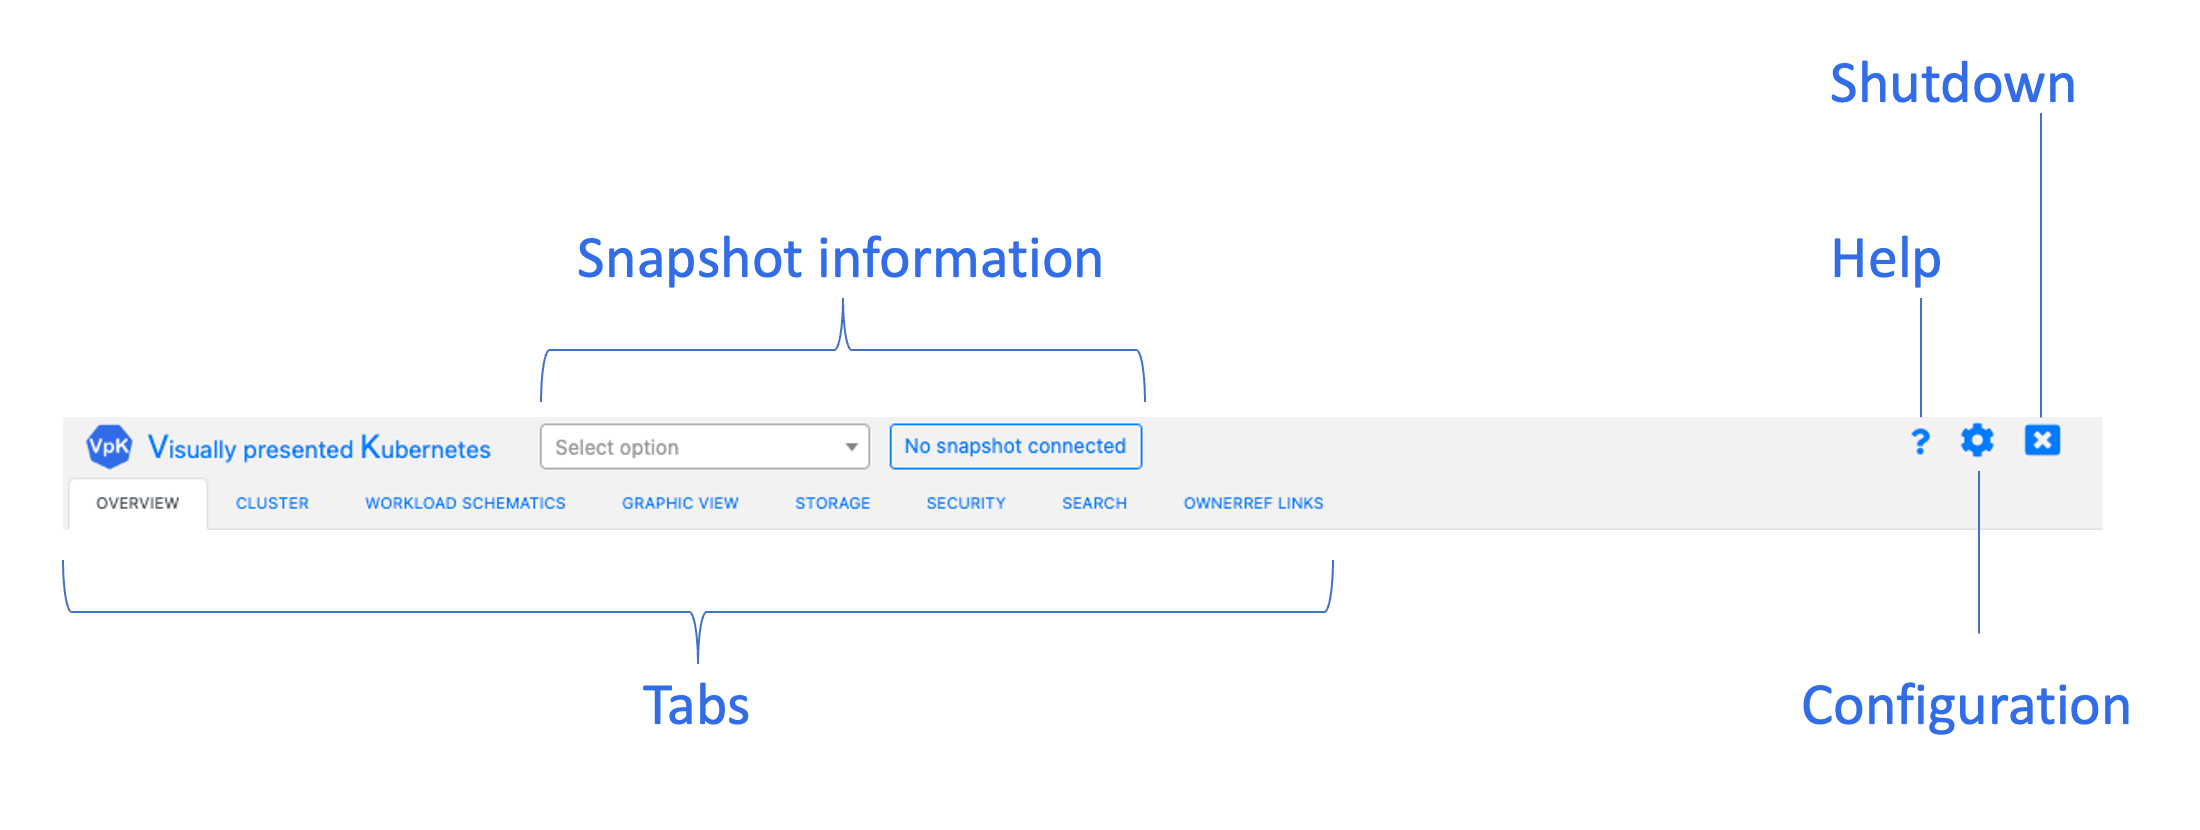 Shutdown
Snapshot information
Help
VpK
Visually presented Kubernetes
Select option
No snapshot connected
?
OVERVIEW
CLUSTER
WORKLOAD SCHEMATICS
GRAPHIC VIEW
STORAGE
SECURITY
SEARCH
OWNERREF LINKS
Tabs
Configuration